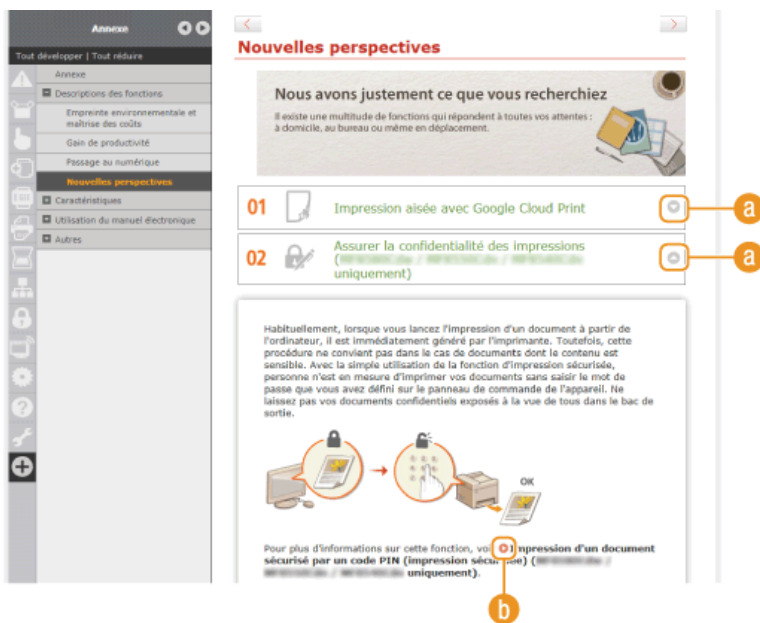 Annexe
Tout développer | Tout réduire
Annexe
Descriptions des fonctions
Empreinte environnementale et
maîtrise des coûts
Gain de productivité
Passage au numérique
Nouvelles perspectives
Caractéristiques
Utilisation du manuel électronique
Autres
Nouvelles perspectives
Nous avons justement ce que vous recherchiez
Il existe une multitude de fonctions qui répondent à toutes vos attentes :
à domicile, au bureau ou même en déplacement.
01 Impression aisée avec Google Cloud Print
a
02 Assurer la confidentialité des impressions
(
uniquement)
a
Habituellement, lorsque vous lancez l'impression d'un document à partir de
l'ordinateur, il est immédiatement généré par l'imprimante. Toutefois, cette
procédure ne convient pas dans le cas de documents dont le contenu est
sensible. Avec la simple utilisation de la fonction d'impression sécurisée,
personne n'est en mesure d'imprimer vos documents sans saisir le mot de
passe que vous avez défini sur le panneau de commande de l'appareil. Ne
laissez pas vos documents confidentiels exposés à la vue de tous dans le bac de
sortie.
OK
Pour plus d'informations sur cette fonction, voir Impression d'un document
sécurisé par un code PIN (impression sécurisée) (
uniquement).
b